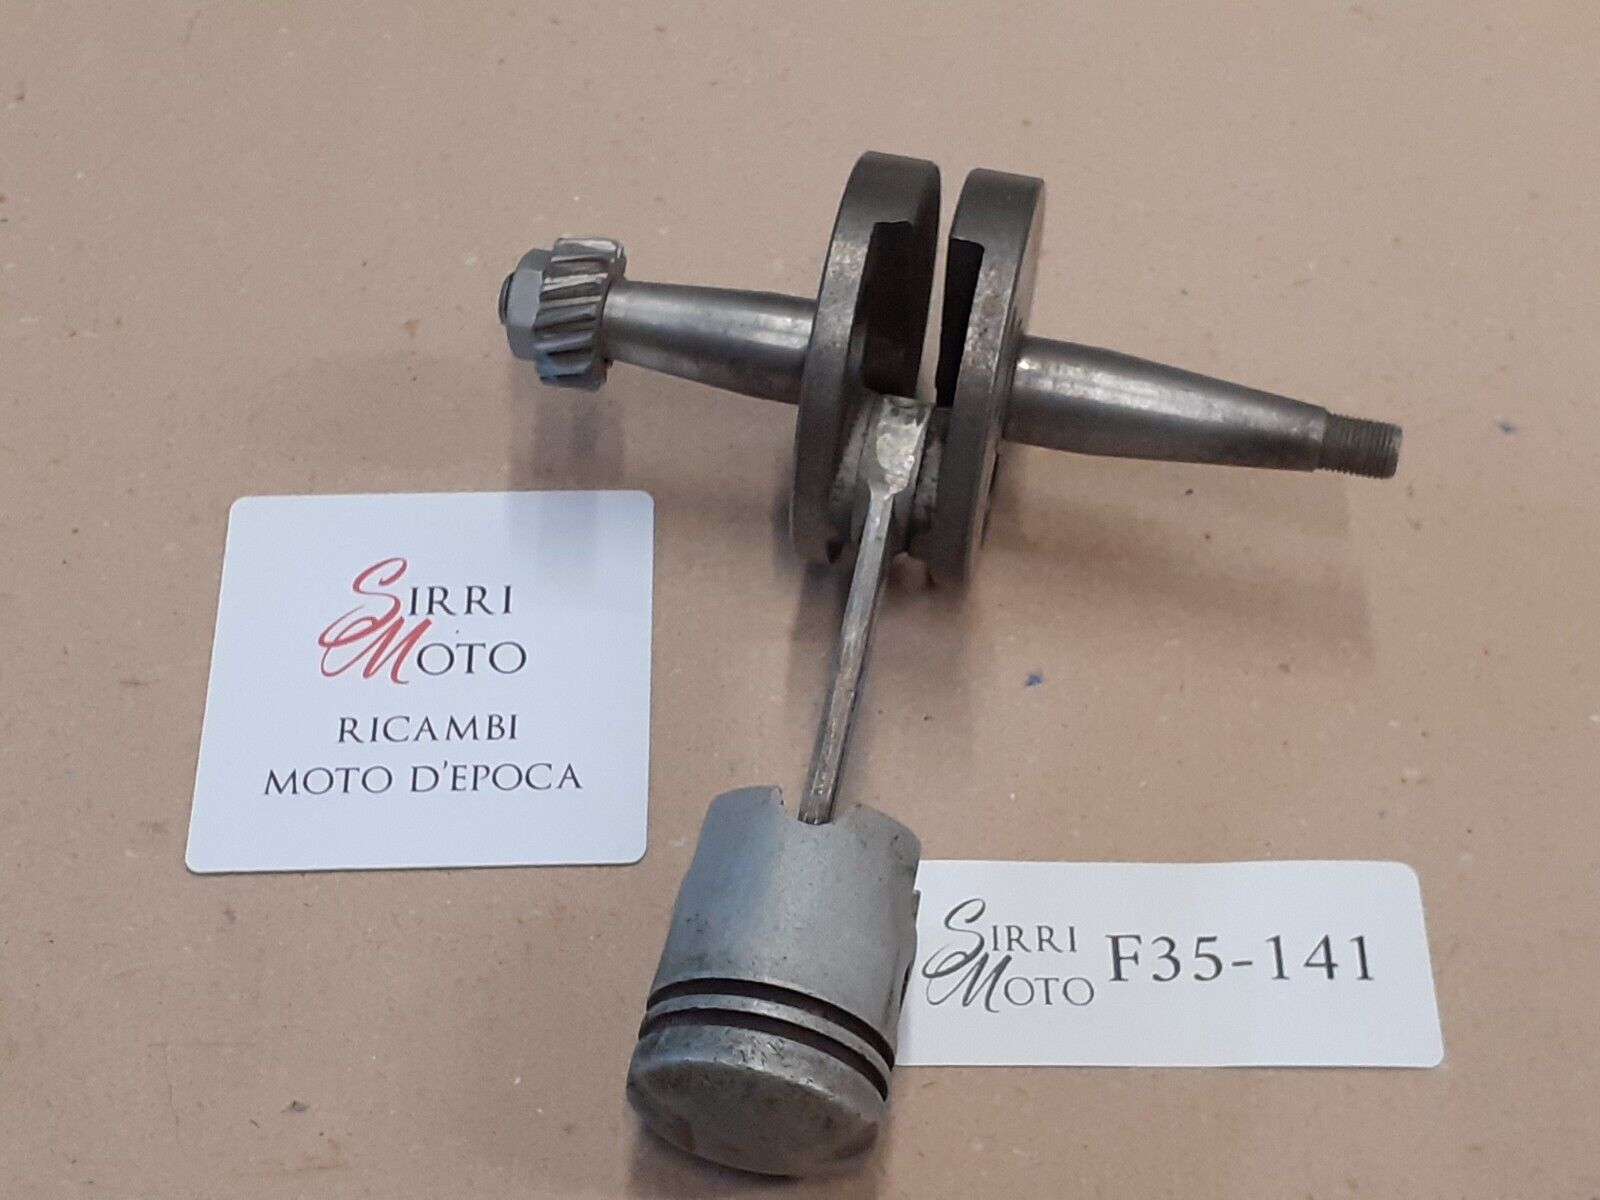 SIRRI
MOTO
RICAMBI
MOTO D'EPOCA
SIRRI
MOTO
F35-141